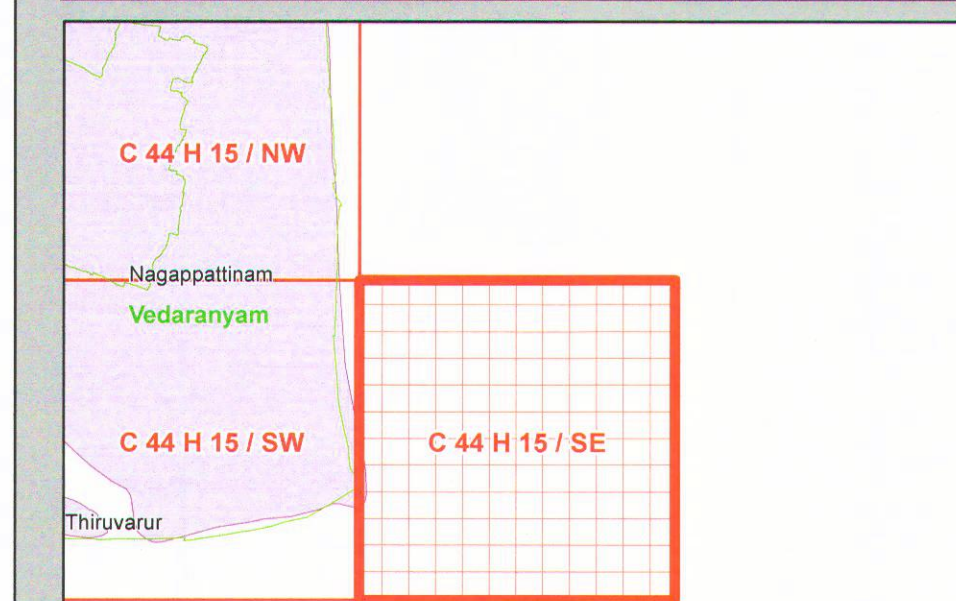 C 44 H 15 / NW
Nagappattinam
Vedaranyam
C 44 H 15 / SW
C 44 H 15 / SE
Thiruvarur